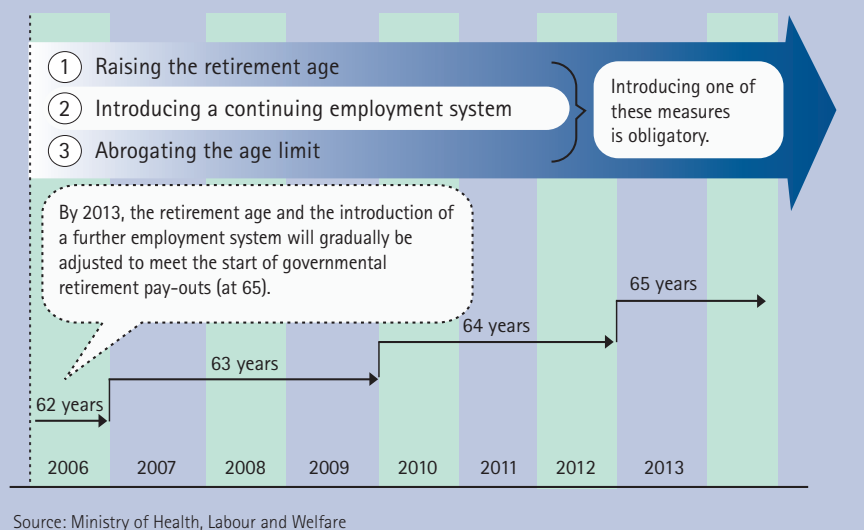 1 Raising the retirement age
2 Introducing a continuing employment system
3 Abrogating the age limit
Introducing one of
these measures
is obligatory.
By 2013, the retirement age and the introduction of
a further employment system will gradually be
adjusted to meet the start of governmental
retirement pay-outs (at 65).
65 years
64 years
63 years
62 years
2006 2007 2008 2009 2010 2011 2012 2013
Source: Ministry of Health, Labour and Welfare